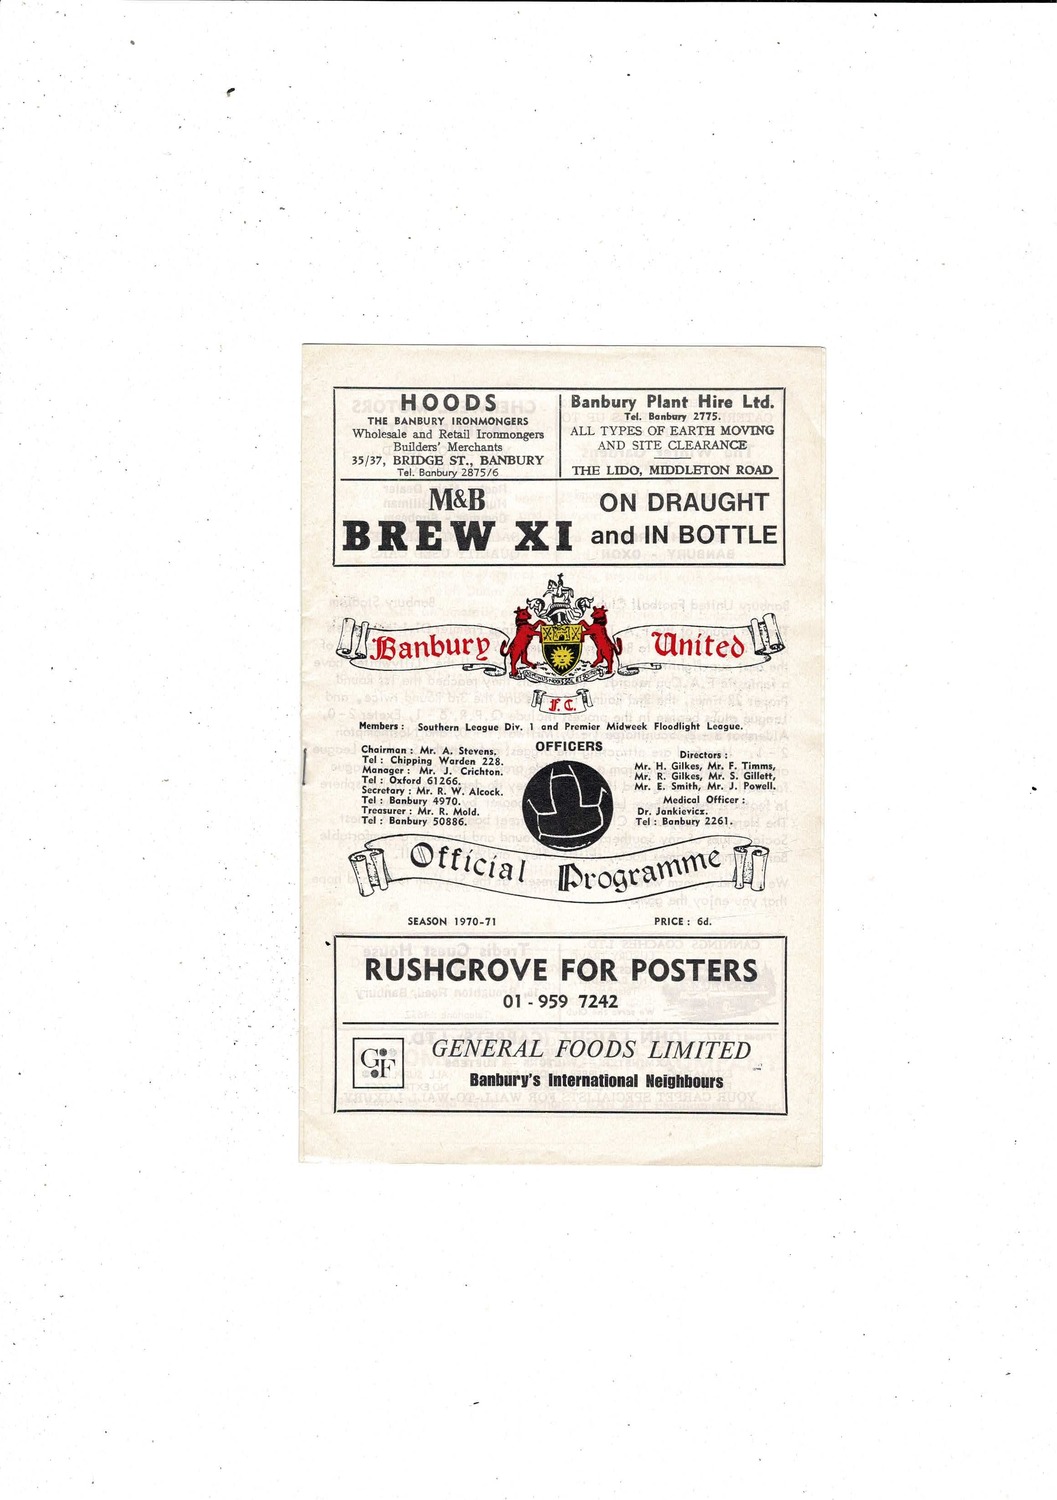 HOODS
THE BANBURY IRONMONGERS
Wholesale and Retail Ironmongers
Builders' Merchants
35/37, BRIDGE ST., BANBURY
Tel. Banbury 2875/6
Banbury Plant Hire Ltd.
Tel. Banbury 2775.
ALL TYPES OF EARTH MOVING
AND SITE CLEARANCE
THE LIDO, MIDDLETON ROAD
M&B
BREW XI
ON DRAUGHT
and IN BOTTLE
Banbury United
F.C.
Members : Southern League Div. 1 and Premier Midweek Floodlight League.
OFFICERS
Chairman : Mr. A. Stevens.
Tel : Chipping Warden 228.
Manager : Mr. J. Crichton.
Tel : Oxford 61266.
Secretary : Mr. R. W. Alcock.
Tel : Banbury 4970.
Treasurer : Mr. R. Mold.
Tel : Banbury 50886.
Directors :
Mr. H. Gilkes, Mr. F. Timms,
Mr. R. Gilkes, Mr. S. Gillett,
Mr. E. Smith, Mr. J. Powell.
Medical Officer :
Dr. Jankievicz.
Tel : Banbury 2261.
Official Programme
SEASON 1970-71
PRICE : 6d.
RUSHGROVE FOR POSTERS
01 - 959 7242
GF
GENERAL FOODS LIMITED
Banbury's International Neighbours